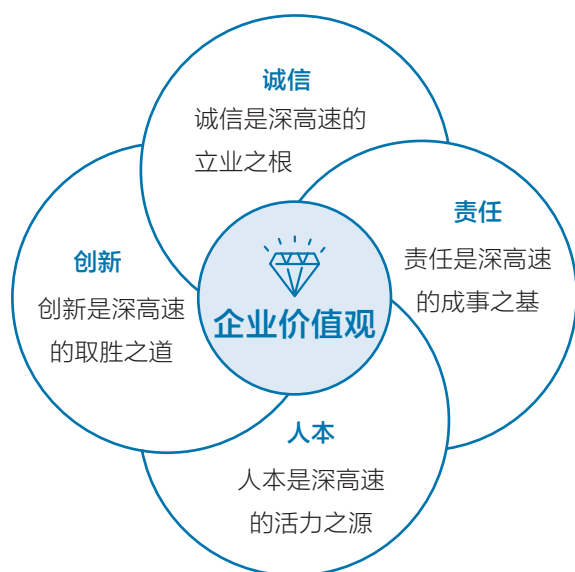 诚信
诚信是深高速的
立业之根
责任
责任是深高速
的成事之基
创新
创新是深高速
的取胜之道
企业价值观
人本
人本是深高速
的活力之源